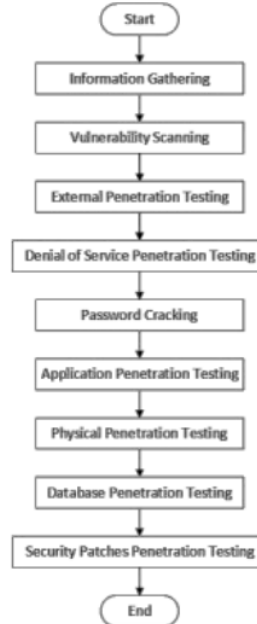 Start
Information Gathering
Vulnerability Scanning
External Penetration Testing
Denial of Service Penetration Testing
Password Cracking
Application Penetration Testing
Physical Penetration Testing
Database Penetration Testing
Security Patches Penetration Testing
End